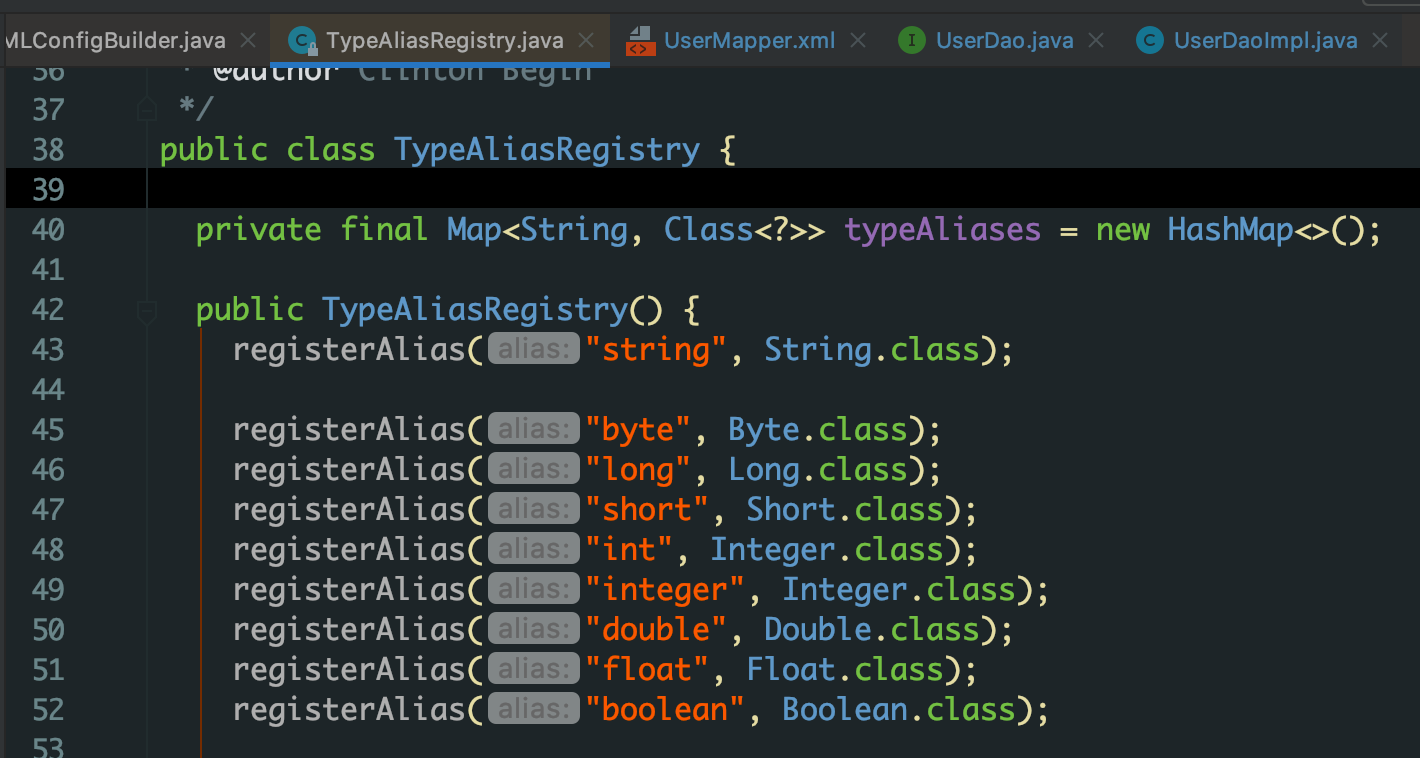 MLConfigBuilder.java TypeAliasRegistry.java UserMapper.xml UserDao.java UserDaoImpl.java
36 * @author Clinton Begin
37 */
38 public class TypeAliasRegistry {
39
40 private final Map<String, Class<?>> typeAliases = new HashMap<>();
41
42 public TypeAliasRegistry() {
43 registerAlias( alias: "string", String.class);
44
45 registerAlias( alias: "byte", Byte.class);
46 registerAlias( alias: "long", Long.class);
47 registerAlias( alias: "short", Short.class);
48 registerAlias( alias: "int", Integer.class);
49 registerAlias( alias: "integer", Integer.class);
50 registerAlias( alias: "double", Double.class);
51 registerAlias( alias: "float", Float.class);
52 registerAlias( alias: "boolean", Boolean.class);
53